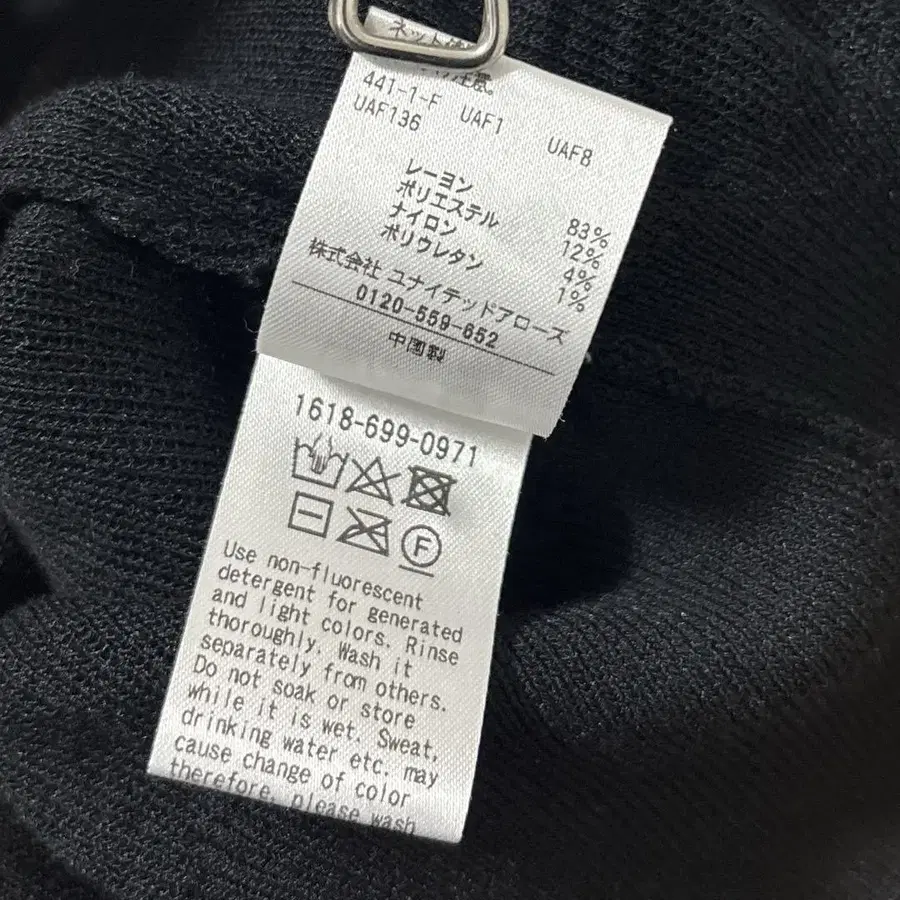 441-1-F UAF1 UAF8
UAF136
レーヨン 83%
ポリエステル 12%
ナイロン 4%
ポリウレタン 1%
株式会社 ユナイテッドアローズ
0120-559-652
中国製
1618-699-0971
F
Use non-fluorescent
detergent for generated
and light colors. Rinse
thoroughly. Wash it
separately from others.
Do not soak or store
while it is wet. Sweat,
drinking water etc. may
cause change of color
therefore, please wash